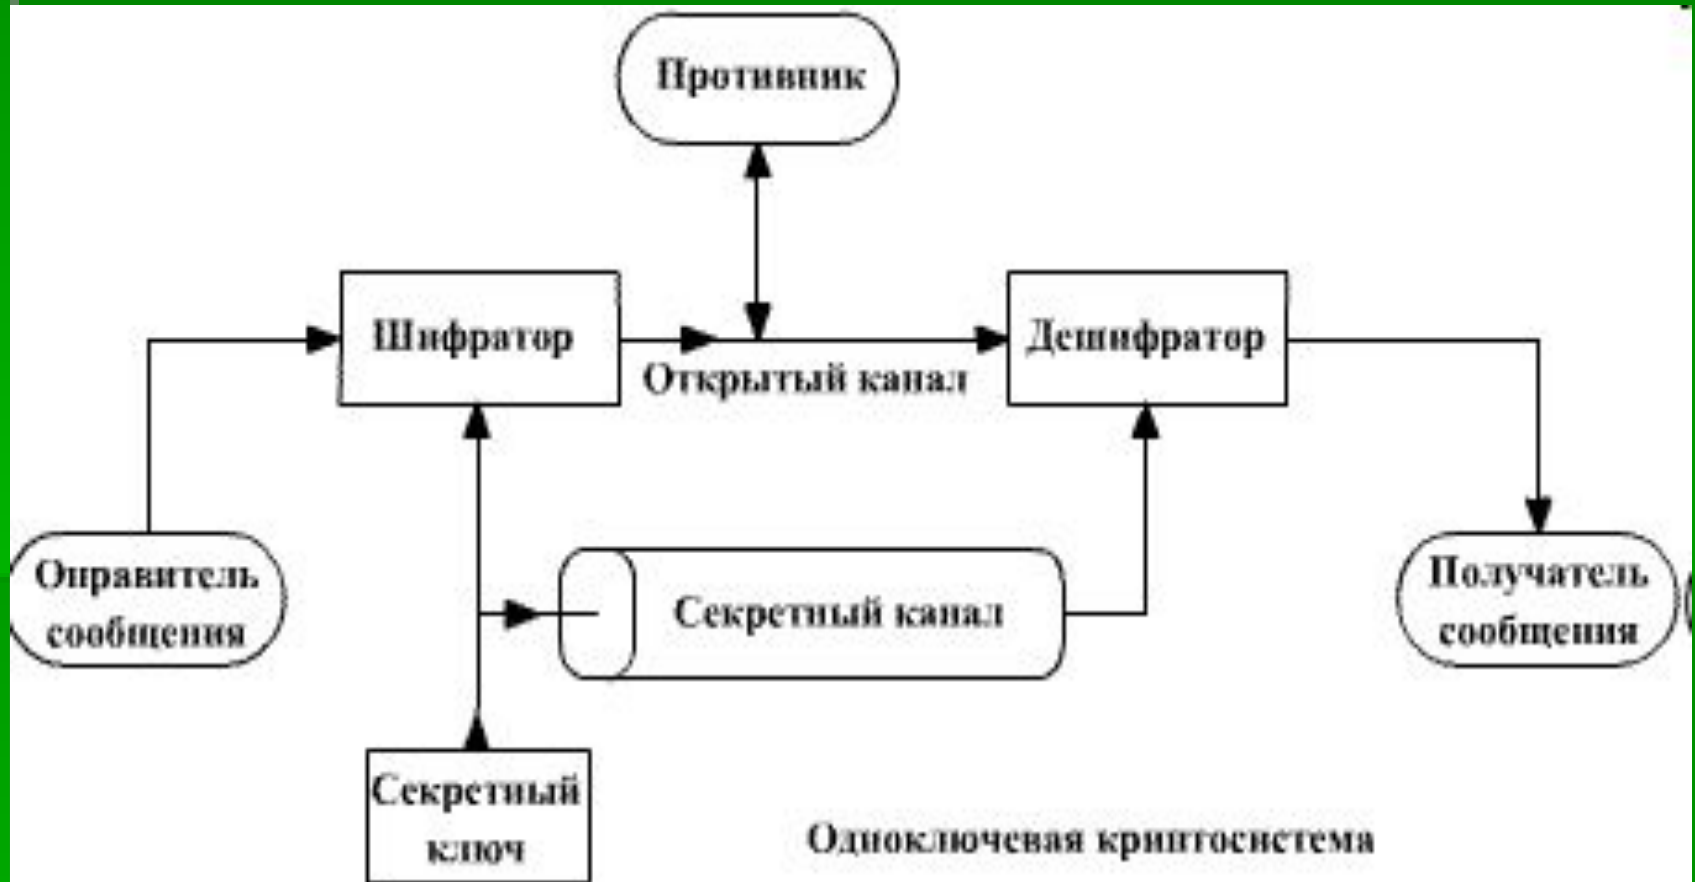 Противник
Шифратор
Дешифратор
Открытый канал
Оправитель
сообщения
Секретный канал
Получатель
сообщения
Секретный
ключ
Одноключевая криптосистема